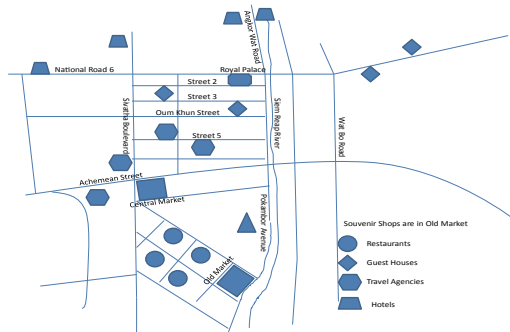 Angkor Wat Road
National Road 6
Royal Palace
Street 2
Street 3
Oum Khun Street
Street 5
Sivatha Boulevard
Siem Reap River
Wat Bo Road
Achemean Street
Central Market
Pokambor Avenue
Old Market
Souvenir Shops are in Old Market
Restaurants
Guest Houses
Travel Agencies
Hotels